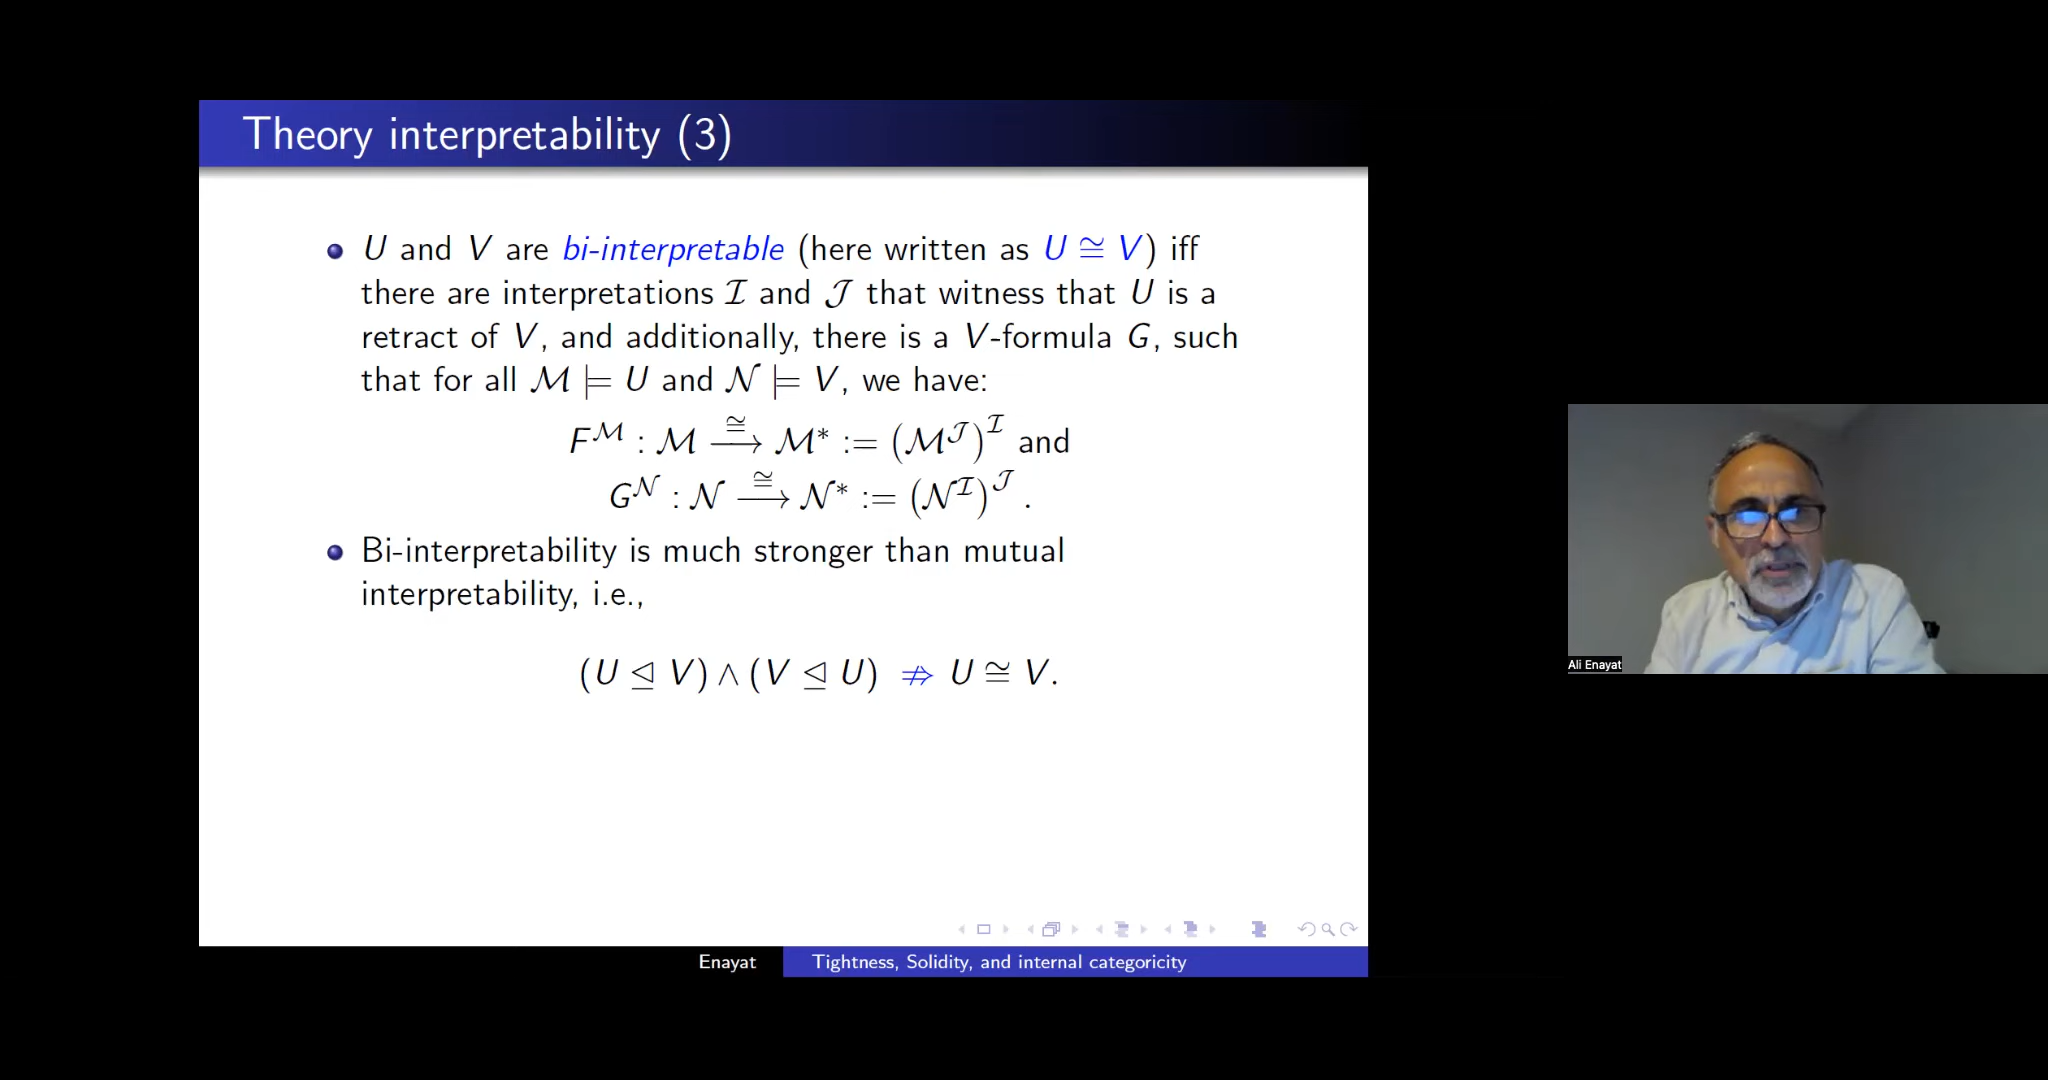 Theory interpretability (3)
U and V are bi-interpretable (here written as U ≅ V) iff
there are interpretations ℐ and 𝒥 that witness that U is a
retract of V, and additionally, there is a V-formula G, such
that for all ℳ ⊨ U and 𝒩 ⊨ V, we have:
F^ℳ : ℳ ⟶^≅ ℳ* := (ℳ^𝒥)^ℐ and
G^𝒩 : 𝒩 ⟶^≅ 𝒩* := (𝒩^ℐ)^𝒥 .
Bi-interpretability is much stronger than mutual
interpretability, i.e.,
(U ⊴ V) ∧ (V ⊴ U) ⇏ U ≅ V.
Ali Enayat
Enayat Tightness, Solidity, and internal categoricity